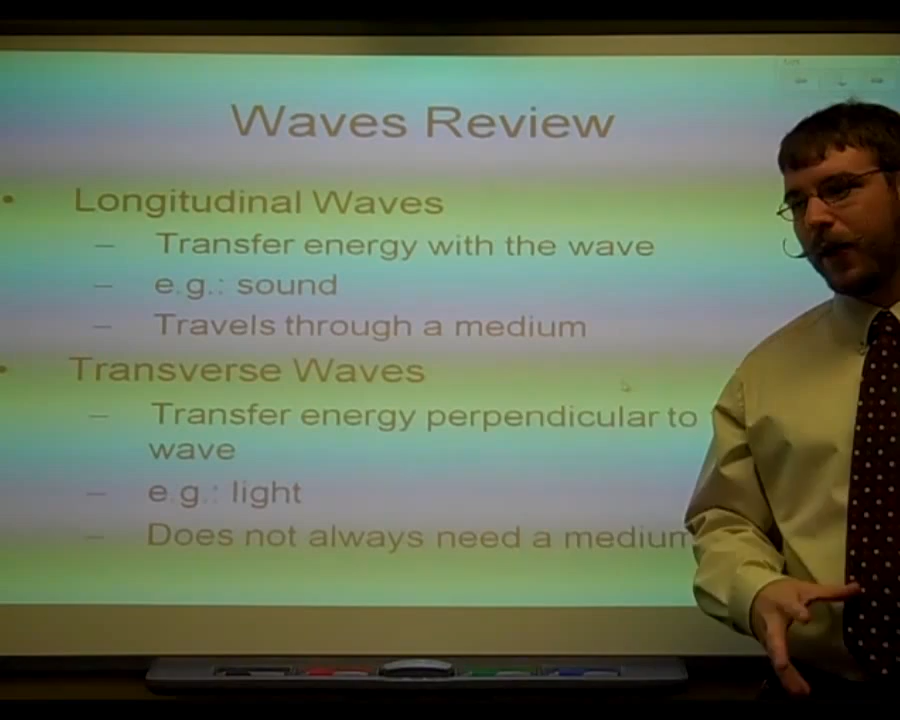 Waves Review
• Longitudinal Waves
– Transfer energy with the wave
– e.g.: sound
– Travels through a medium
• Transverse Waves
– Transfer energy perpendicular to
wave
– e.g.: light
– Does not always need a medium